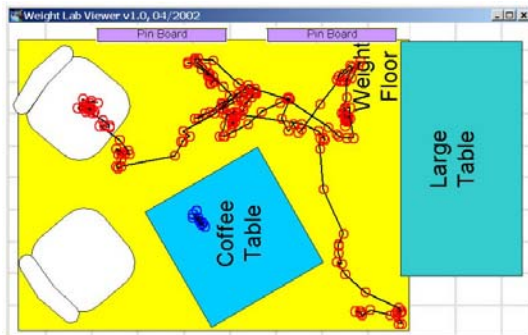 Weight Lab Viewer v1.0, 04/2002
Pin Board
Pin Board
Weight
Floor
Large
Table
Coffee
Table